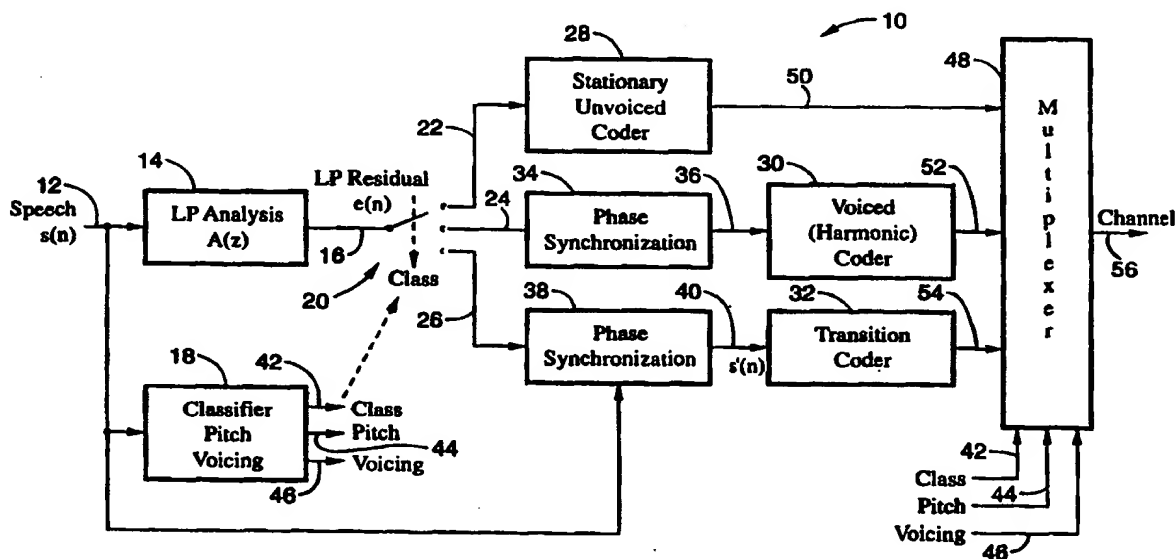 10
28
Stationary
Unvoiced
Coder
50
48
Multiplexer
22
12
Speech
s(n)
14
LP Analysis
A(z)
LP Residual
e(n)
16
20
Class
24
34
Phase
Synchronization
36
30
Voiced
(Harmonic)
Coder
52
Channel
56
26
38
Phase
Synchronization
40
s'(n)
32
Transition
Coder
54
18
Classifier
Pitch
Voicing
42
Class
Pitch
44
Voicing
46
42
Class
44
Pitch
Voicing
46